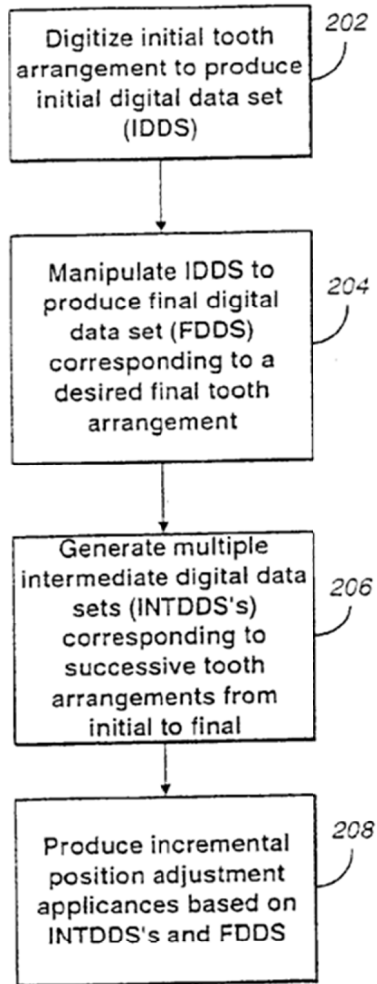 202
Digitize initial tooth
arrangement to produce
initial digital data set
(IDDS)
204
Manipulate IDDS to
produce final digital
data set (FDDS)
corresponding to a
desired final tooth
arrangement
206
Generate multiple
intermediate digital data
sets (INTDDS's)
corresponding to
successive tooth
arrangements from
initial to final
208
Produce incremental
position adjustment
applicances based on
INTDDS's and FDDS